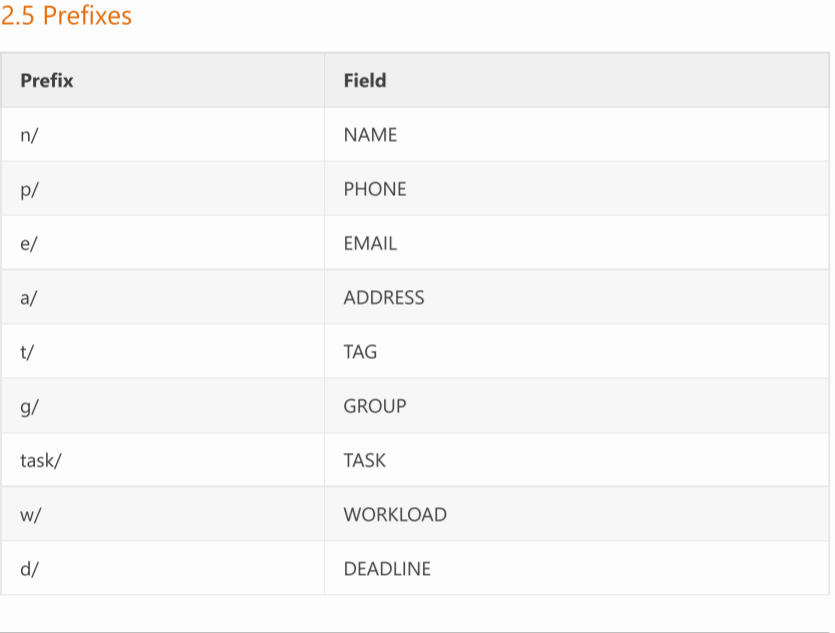 2.5 Prefixes
Prefix Field
n/ NAME
p/ PHONE
e/ EMAIL
a/ ADDRESS
t/ TAG
g/ GROUP
task/ TASK
w/ WORKLOAD
d/ DEADLINE